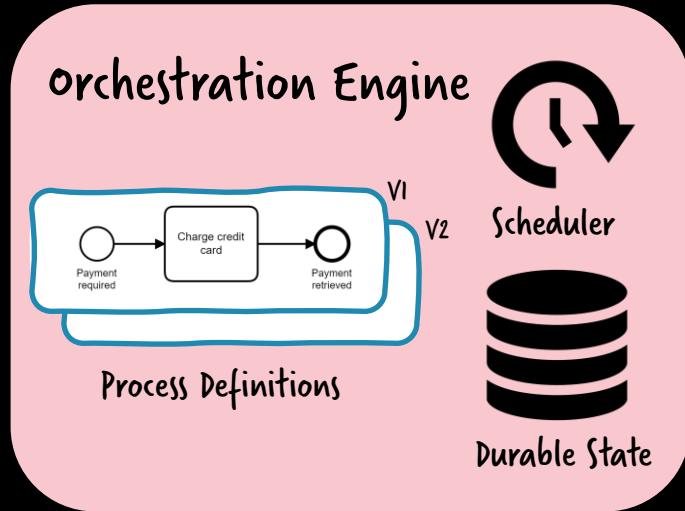 Orchestration Engine
V1
V2
Payment
required
Charge credit
card
Payment
retrieved
Process Definitions
Scheduler
Durable State